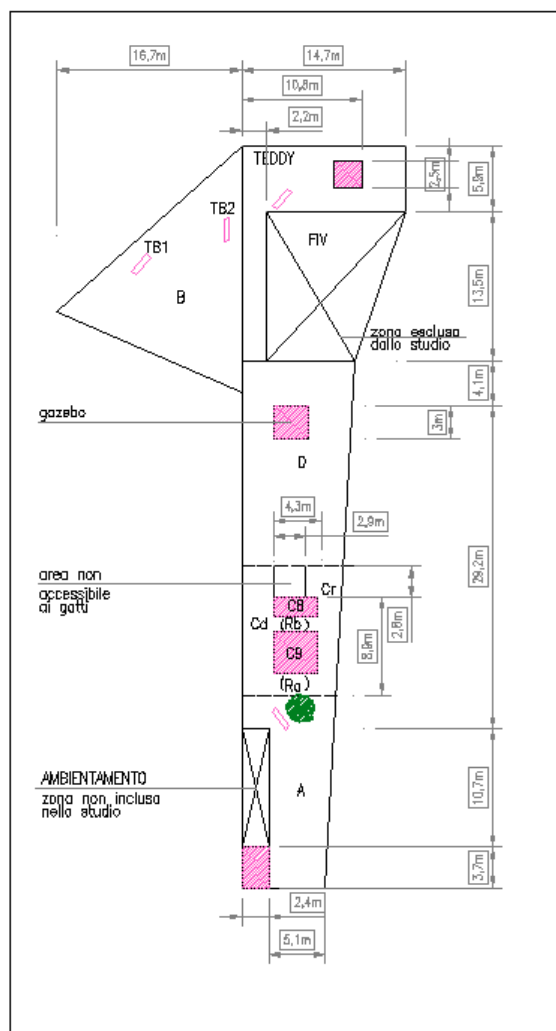 16,7m
14,7m
10,8m
2,2m
TEDDY
2,5m
5,9m
TB2
TB1
FIV
B
13,5m
zona esclusa
dallo studio
4,1m
gazebo
3m
D
4,3m
2,9m
29,2m
area non
accessibile
ai gatti
Cr
C8
2,8m
Cd
(Rb)
C9
8,9m
(Ra)
AMBIENTAMENTO
zona non inclusa
nello studio
A
10,7m
3,7m
2,4m
5,1m